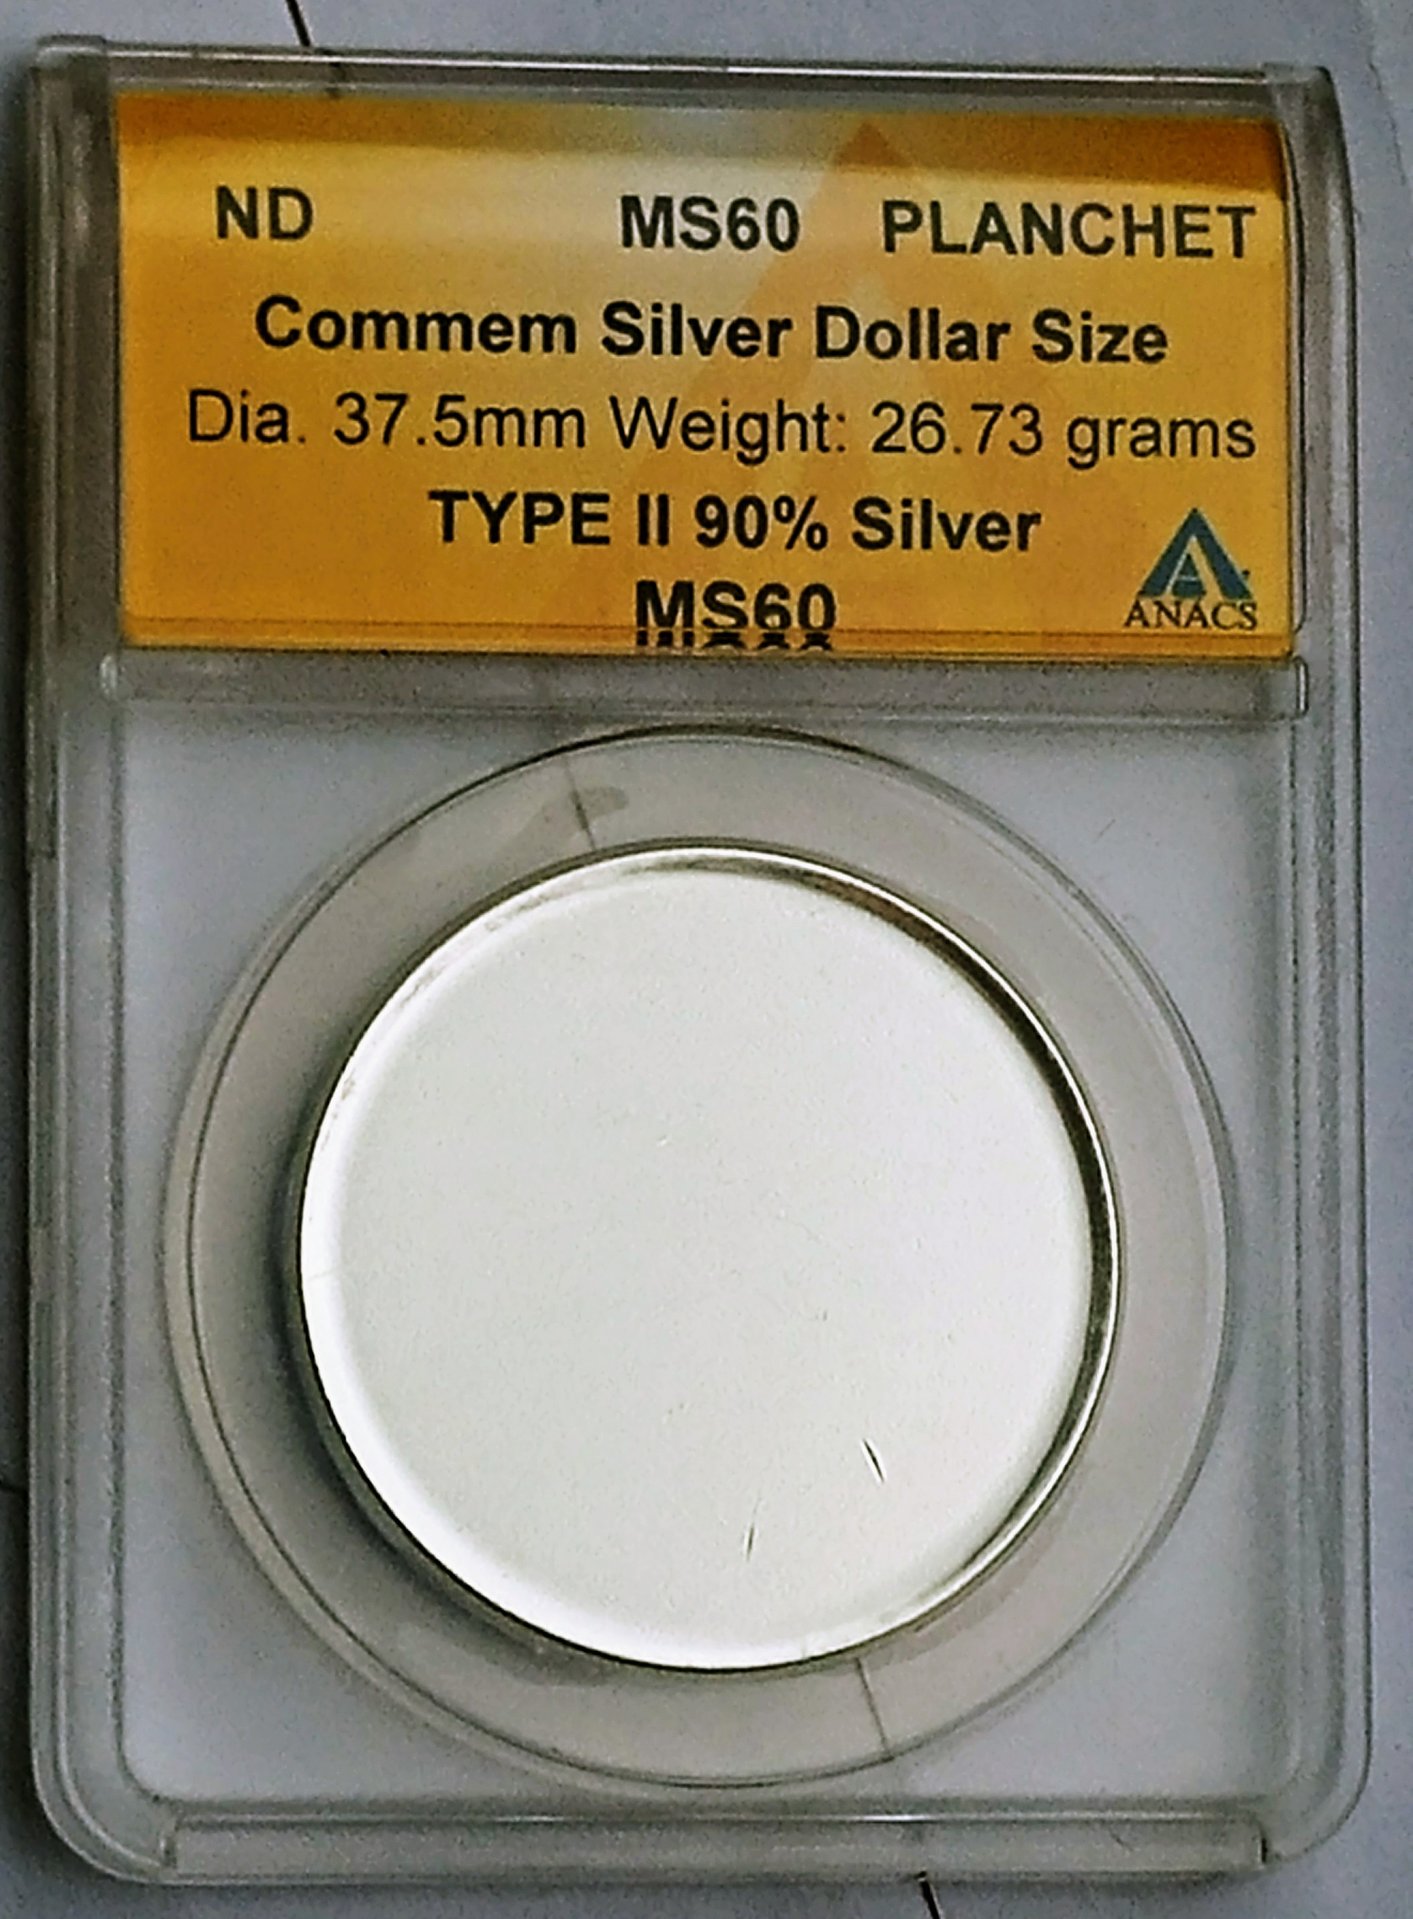 ND MS60 PLANCHET
Commem Silver Dollar Size
Dia. 37.5mm Weight: 26.73 grams
TYPE II 90% Silver
MS60
ANACS